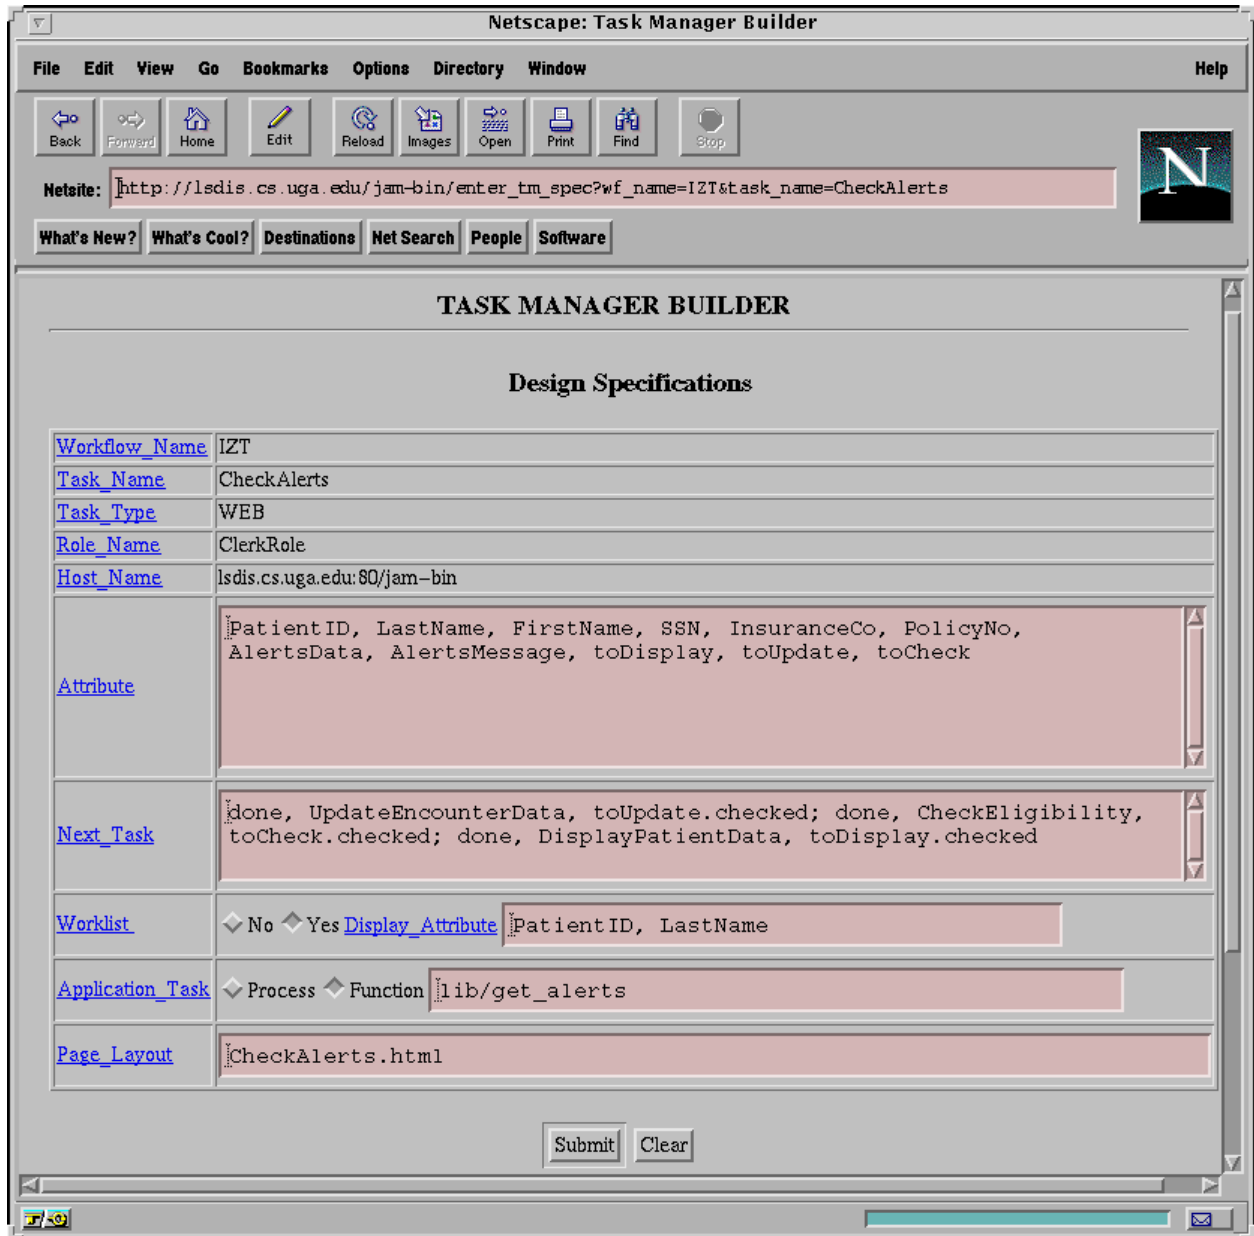 Netscape: Task Manager Builder
File Edit View Go Bookmarks Options Directory Window Help
Back Forward Home Edit Reload Images Open Print Find Stop
N
Netsite: http://lsdis.cs.uga.edu/jam-bin/enter_tm_spec?wf_name=IZT&task_name=CheckAlerts
What's New? What's Cool? Destinations Net Search People Software
TASK MANAGER BUILDER
Design Specifications
Workflow_Name IZT
Task_Name CheckAlerts
Task_Type WEB
Role_Name ClerkRole
Host_Name lsdis.cs.uga.edu:80/jam-bin
Attribute
PatientID, LastName, FirstName, SSN, InsuranceCo, PolicyNo,
AlertsData, AlertsMessage, toDisplay, toUpdate, toCheck
Next_Task
done, UpdateEncounterData, toUpdate.checked; done, CheckEligibility,
toCheck.checked; done, DisplayPatientData, toDisplay.checked
Worklist No Yes Display_Attribute PatientID, LastName
Application_Task Process Function lib/get_alerts
Page_Layout CheckAlerts.html
Submit Clear